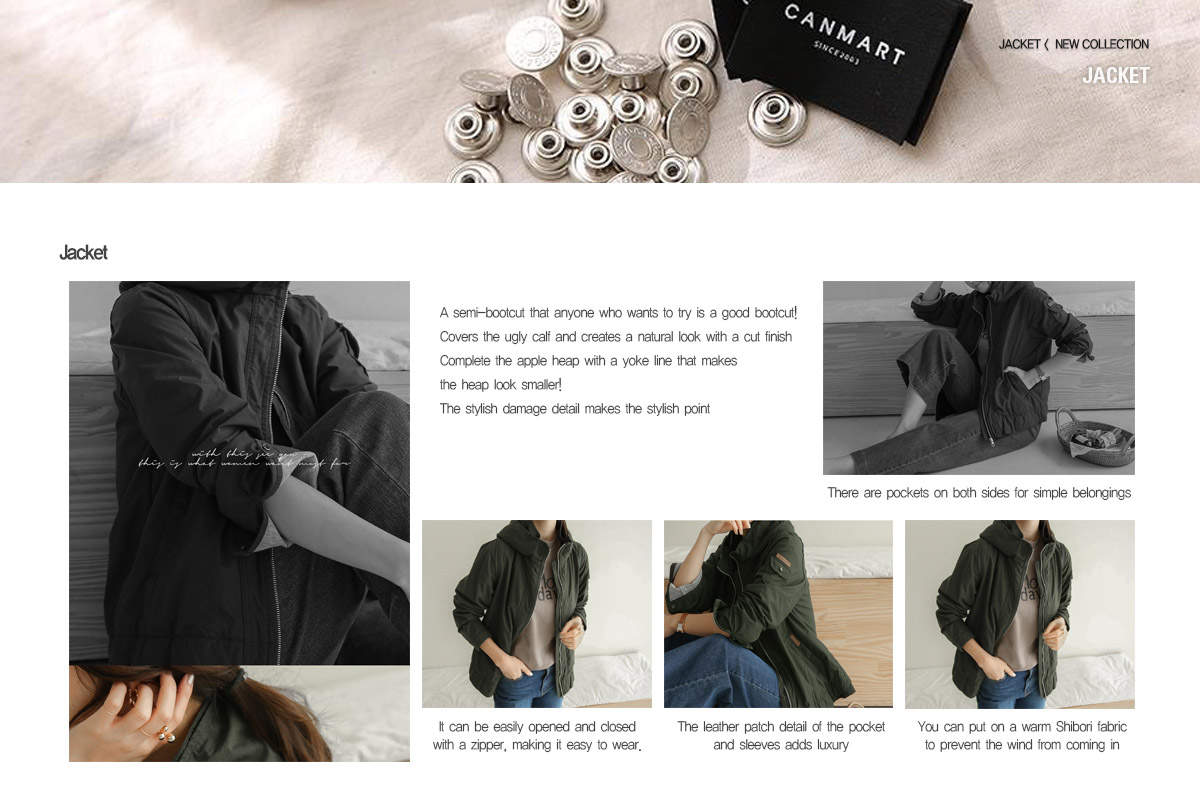 CANMART
SINCE2003
JACKET < NEW COLLECTION
JACKET
Jacket
A semi-bootcut that anyone who wants to try is a good bootcut!
Covers the ugly calf and creates a natural look with a cut finish
Complete the apple heap with a yoke line that makes
the heap look smaller!
The stylish damage detail makes the stylish point
with this see you
this is what women want most for
There are pockets on both sides for simple belongings
It can be easily opened and closed
with a zipper, making it easy to wear.
The leather patch detail of the pocket
and sleeves adds luxury
You can put on a warm Shibori fabric
to prevent the wind from coming in